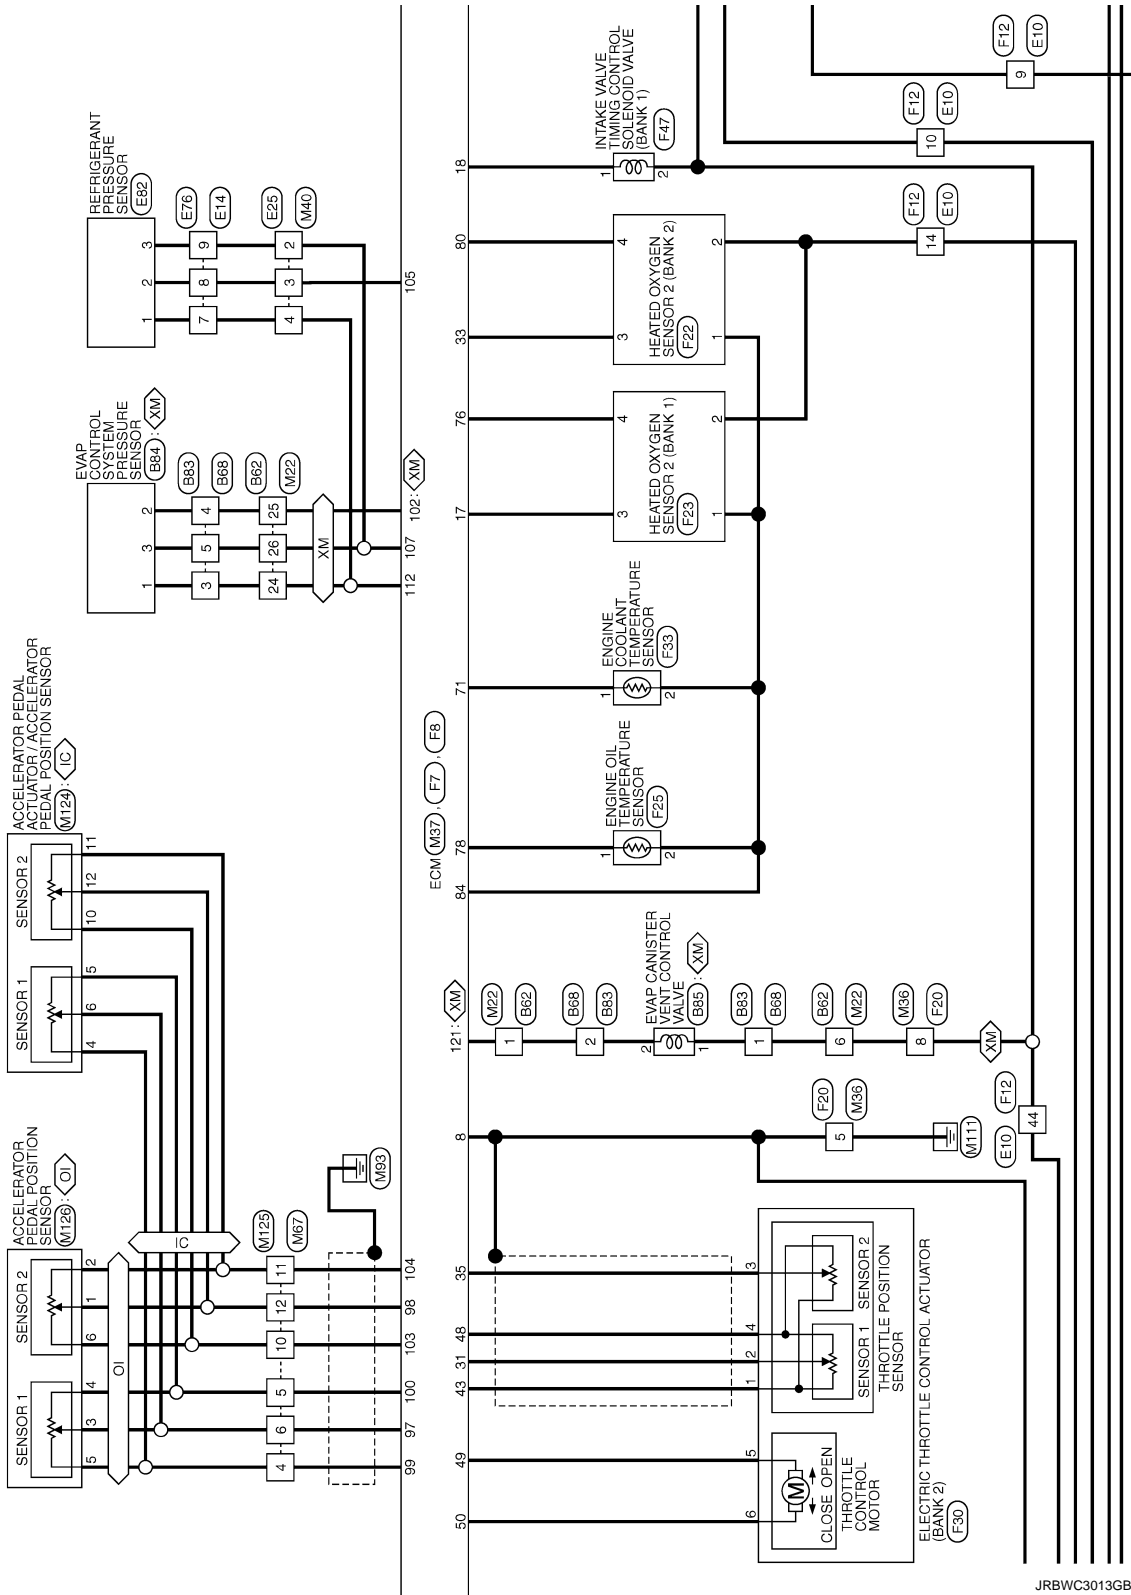 ACCELERATOR PEDAL
ACTUATOR / ACCELERATOR
PEDAL POSITION SENSOR
M124 : IC
SENSOR 1
SENSOR 2
4
6
5
10
12
11
ACCELERATOR
PEDAL POSITION
SENSOR
M126 : OI
SENSOR 1
SENSOR 2
5
3
4
6
1
2
OI
IC
M125
M67
4
6
5
10
12
11
M93
99
97
100
103
98
104
EVAP
CONTROL
SYSTEM
PRESSURE
SENSOR
B84 : XM
1
3
2
B83
B68
3
5
4
B62
M22
24
26
25
XM
112
107
102 : XM
REFRIGERANT
PRESSURE
SENSOR
E82
1
2
3
E76
E14
7
8
9
E25
M40
4
3
2
105
ECM M37 , F7 , F8
50
49
43
31
48
35
8
121 : XM
84
78
71
17
76
33
80
18
6
5
1
2
4
3
CLOSE OPEN
M
THROTTLE
CONTROL
MOTOR
SENSOR 1
SENSOR 2
THROTTLE POSITION
SENSOR
ELECTRIC THROTTLE CONTROL ACTUATOR
(BANK 2)
F30
F20
M36
5
M111
M22
B62
1
B68
B83
2
EVAP CANISTER
VENT CONTROL
VALVE
B85 : XM
2
1
B83
B68
1
B62
M22
6
M36
F20
8
XM
E10
F12
44
ENGINE OIL
TEMPERATURE
SENSOR
F25
1
2
ENGINE
COOLANT
TEMPERATURE
SENSOR
F33
1
2
3
4
HEATED OXYGEN
SENSOR 2 (BANK 1)
F23
1
2
3
4
HEATED OXYGEN
SENSOR 2 (BANK 2)
F22
1
2
INTAKE VALVE
TIMING CONTROL
SOLENOID VALVE
(BANK 1)
F47
1
2
F12
E10
14
F12
E10
10
F12
E10
9
JRBWC3013GB